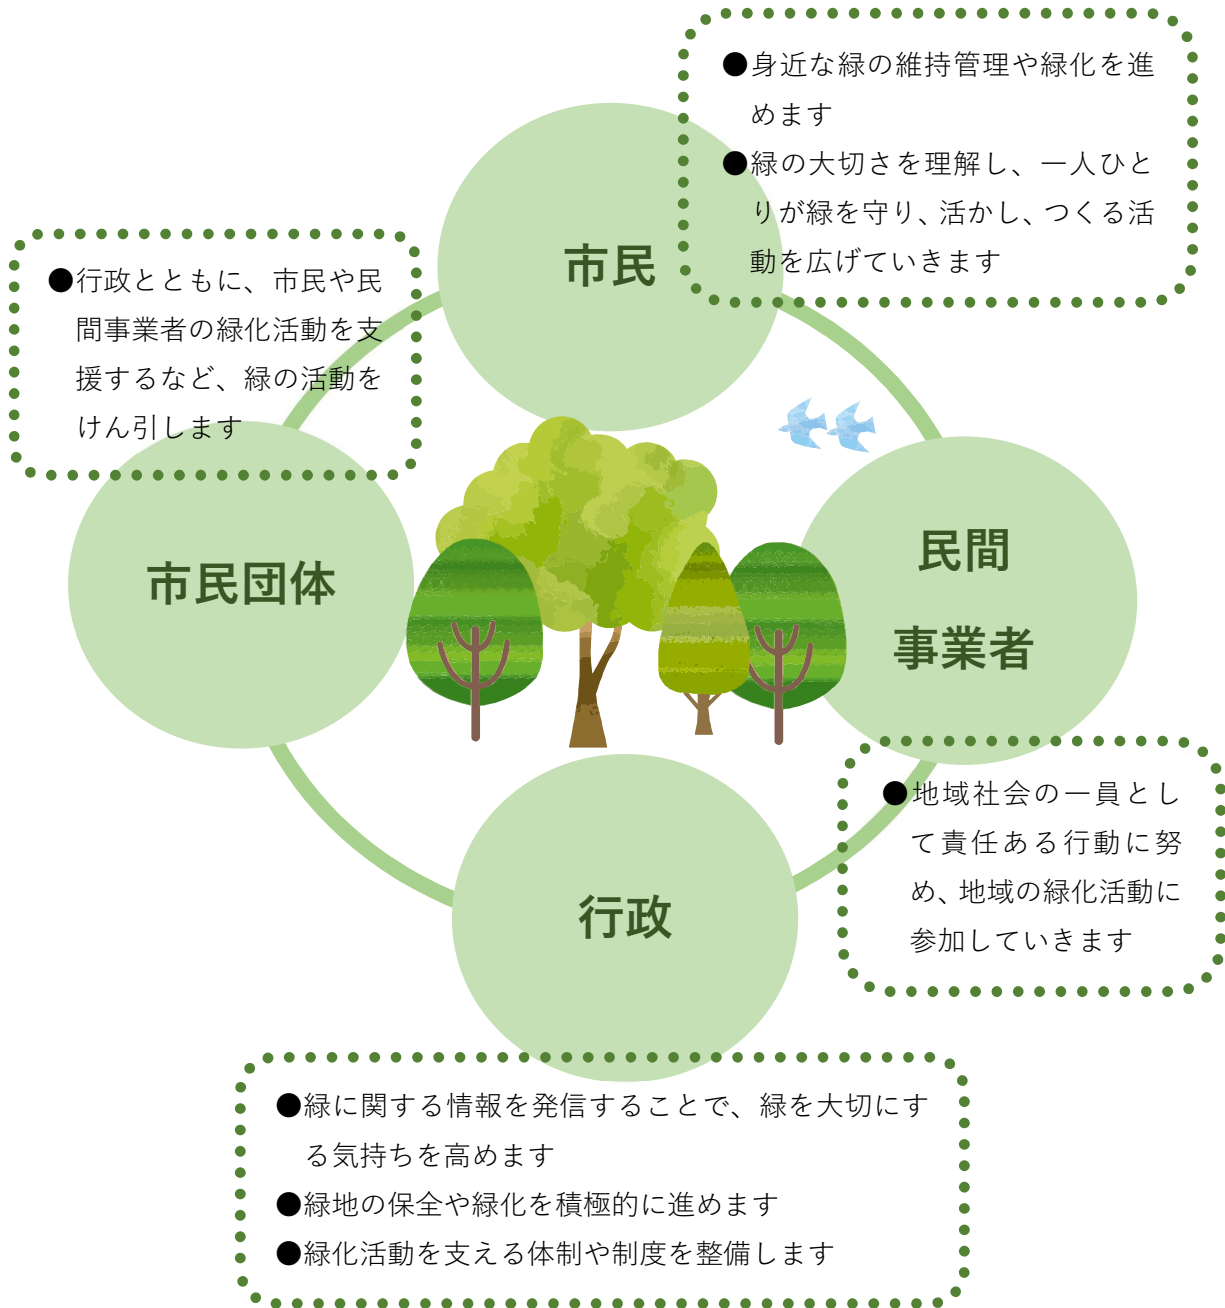 ●身近な緑の維持管理や緑化を進
めます
●緑の大切さを理解し、一人ひと
りが緑を守り、活かし、つくる活
動を広げていきます
市民
●行政とともに、市民や民
間事業者の緑化活動を支
援するなど、緑の活動を
けん引します
市民団体
民間
事業者
●地域社会の一員とし
て責任ある行動に努
め、地域の緑化活動に
参加していきます
行政
●緑に関する情報を発信することで、緑を大切にす
る気持ちを高めます
●緑地の保全や緑化を積極的に進めます
●緑化活動を支える体制や制度を整備します